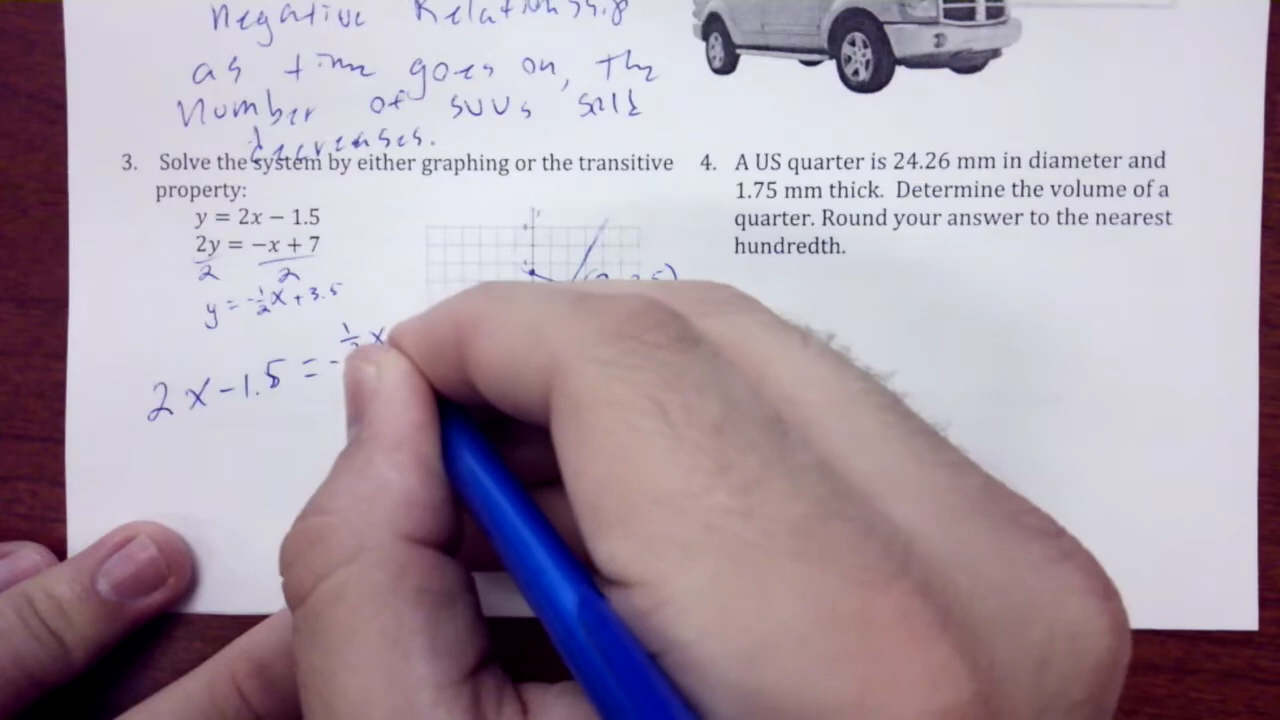 Negative Relationship
as time goes on, the
number of SUVs sold
decreases.
3. Solve the system by either graphing or the transitive
property:
y = 2x − 1.5
2y = −x + 7
2 2
y = -1/2x + 3.5
2x - 1.5 = -1/2x
4. A US quarter is 24.26 mm in diameter and
1.75 mm thick. Determine the volume of a
quarter. Round your answer to the nearest
hundredth.